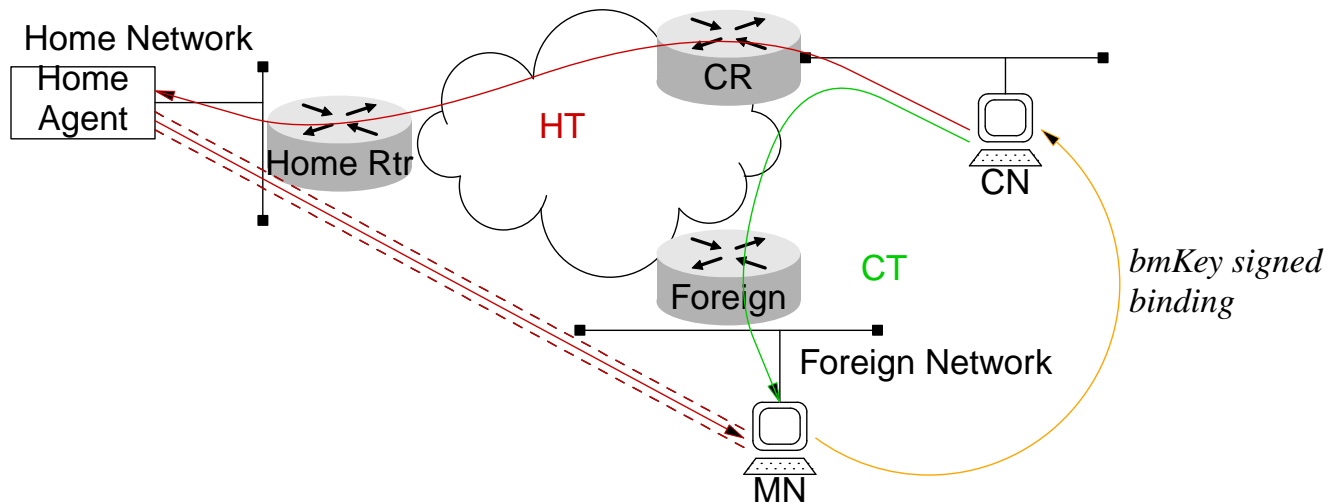 Home Network
Home
Agent
Home Rtr
HT
CR
CN
Foreign
CT
bmKey signed
binding
Foreign Network
MN